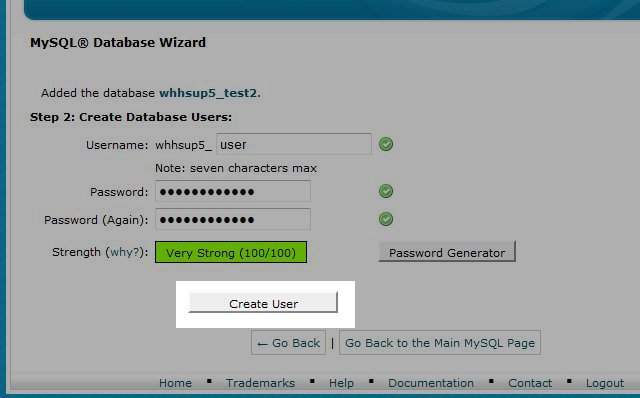 MySQL® Database Wizard
Added the database whhsup5_test2.
Step 2: Create Database Users:
Username: whhsup5_ user
Note: seven characters max
Password: ●●●●●●●●●●●●
Password (Again): ●●●●●●●●●●●●
Strength (why?): Very Strong (100/100) Password Generator
Create User
← Go Back | Go Back to the Main MySQL Page
Home ▪ Trademarks ▪ Help ▪ Documentation ▪ Contact ▪ Logout